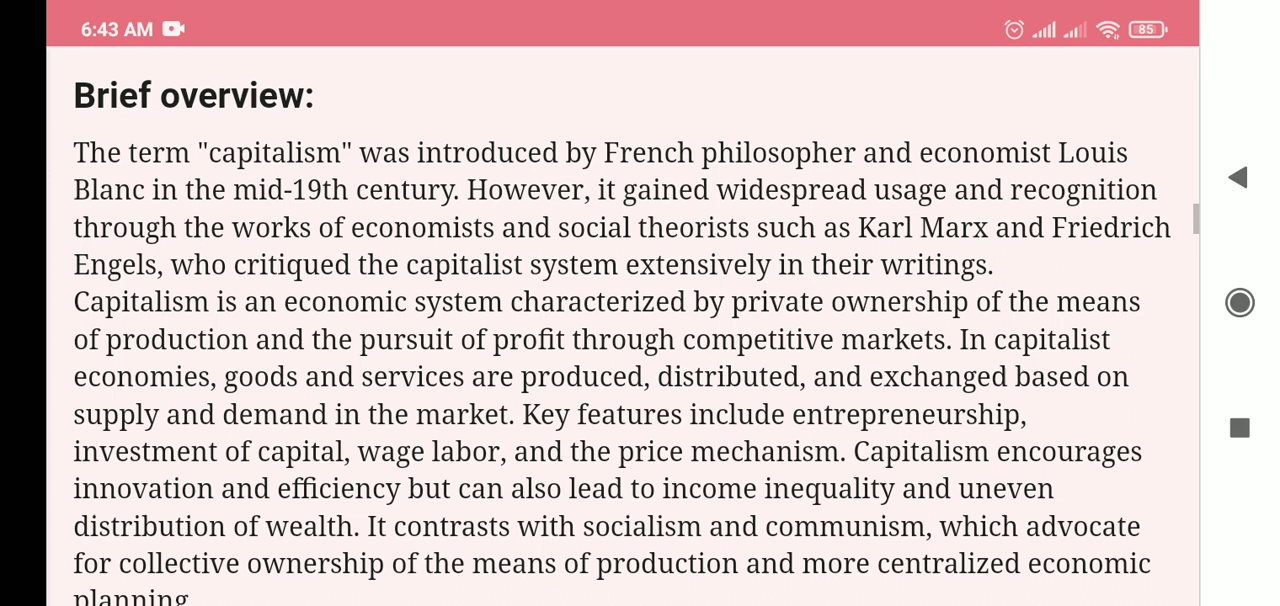 6:43 AM
85
Brief overview:
The term "capitalism" was introduced by French philosopher and economist Louis
Blanc in the mid-19th century. However, it gained widespread usage and recognition
through the works of economists and social theorists such as Karl Marx and Friedrich
Engels, who critiqued the capitalist system extensively in their writings.
Capitalism is an economic system characterized by private ownership of the means
of production and the pursuit of profit through competitive markets. In capitalist
economies, goods and services are produced, distributed, and exchanged based on
supply and demand in the market. Key features include entrepreneurship,
investment of capital, wage labor, and the price mechanism. Capitalism encourages
innovation and efficiency but can also lead to income inequality and uneven
distribution of wealth. It contrasts with socialism and communism, which advocate
for collective ownership of the means of production and more centralized economic
planning